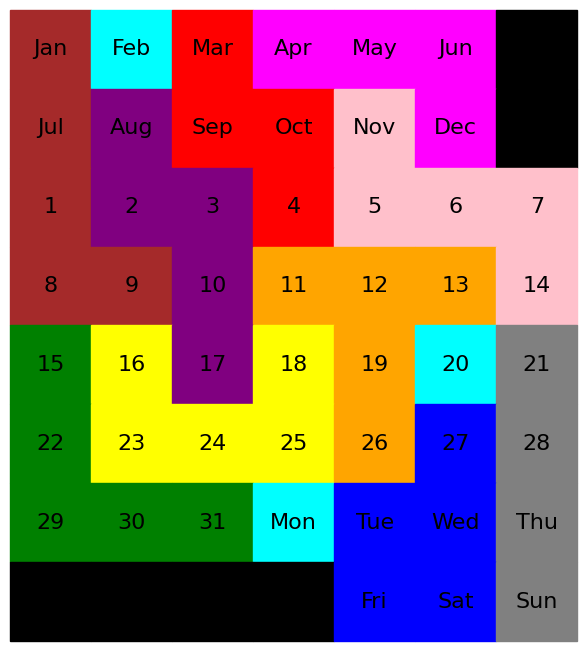 Jan Feb Mar Apr May Jun
Jul Aug Sep Oct Nov Dec
1 2 3 4 5 6 7
8 9 10 11 12 13 14
15 16 17 18 19 20 21
22 23 24 25 26 27 28
29 30 31 Mon Tue Wed Thu
Fri Sat Sun